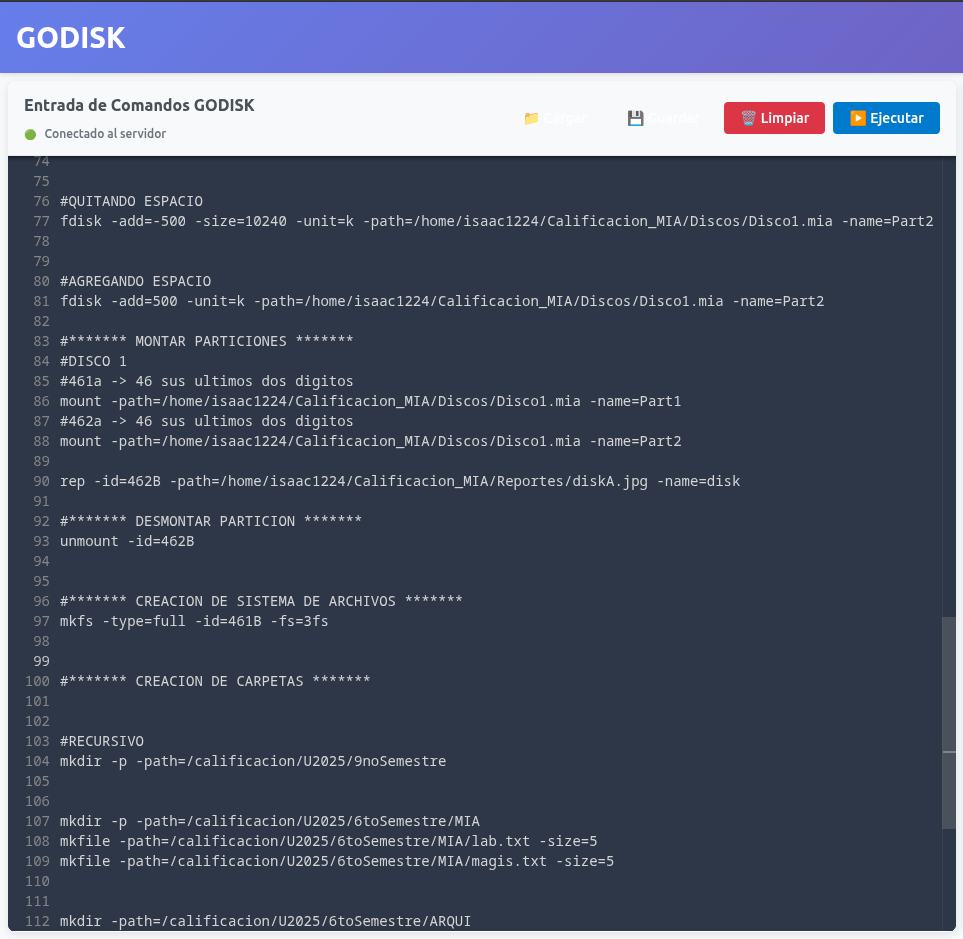 GODISK
Entrada de Comandos GODISK
Conectado al servidor
Cargar
Guardar
Limpiar
Ejecutar
74
75
76 #QUITANDO ESPACIO
77 fdisk -add=-500 -size=10240 -unit=k -path=/home/isaac1224/Calificacion_MIA/Discos/Disco1.mia -name=Part2
78
79
80 #AGREGANDO ESPACIO
81 fdisk -add=500 -unit=k -path=/home/isaac1224/Calificacion_MIA/Discos/Disco1.mia -name=Part2
82
83 #******* MONTAR PARTICIONES *******
84 #DISCO 1
85 #461a -> 46 sus ultimos dos digitos
86 mount -path=/home/isaac1224/Calificacion_MIA/Discos/Disco1.mia -name=Part1
87 #462a -> 46 sus ultimos dos digitos
88 mount -path=/home/isaac1224/Calificacion_MIA/Discos/Disco1.mia -name=Part2
89
90 rep -id=462B -path=/home/isaac1224/Calificacion_MIA/Reportes/diskA.jpg -name=disk
91
92 #******* DESMONTAR PARTICION *******
93 unmount -id=462B
94
95
96 #******* CREACION DE SISTEMA DE ARCHIVOS *******
97 mkfs -type=full -id=461B -fs=3fs
98
99
100 #******* CREACION DE CARPETAS *******
101
102
103 #RECURSIVO
104 mkdir -p -path=/calificacion/U2025/9noSemestre
105
106
107 mkdir -p -path=/calificacion/U2025/6toSemestre/MIA
108 mkfile -path=/calificacion/U2025/6toSemestre/MIA/lab.txt -size=5
109 mkfile -path=/calificacion/U2025/6toSemestre/MIA/magis.txt -size=5
110
111
112 mkdir -path=/calificacion/U2025/6toSemestre/ARQUI